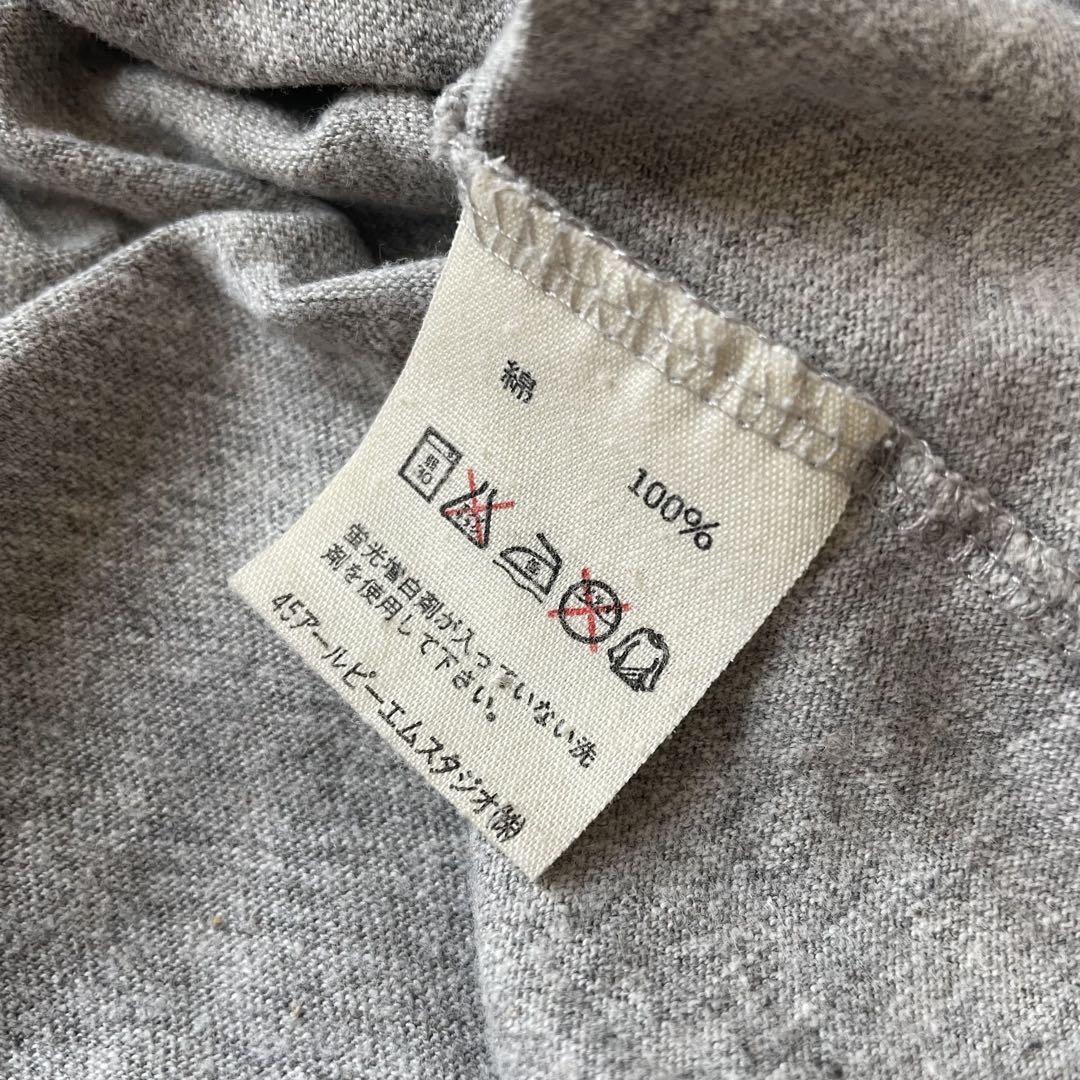 綿 100%
弱 40
蛍光増白剤が入っていない洗
剤を使用して下さい。
45アールピーエムスタジオ㈱